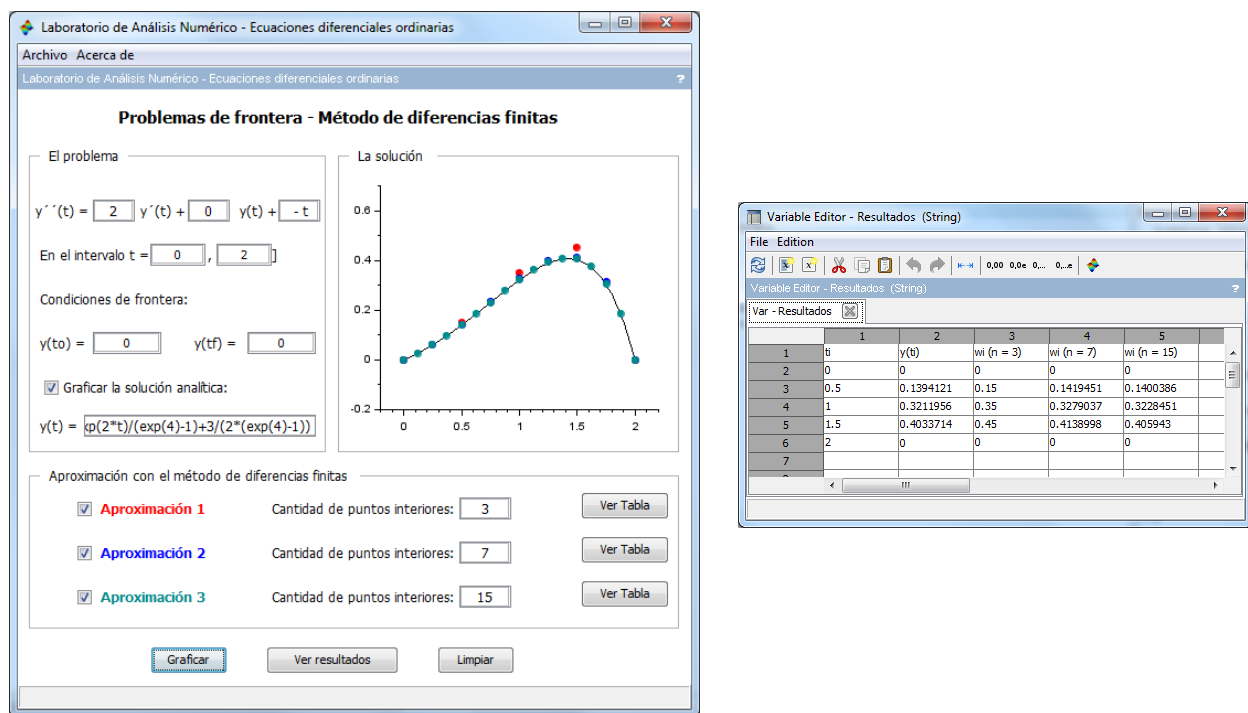 Laboratorio de Análisis Numérico - Ecuaciones diferenciales ordinarias
Archivo Acerca de
Laboratorio de Análisis Numérico - Ecuaciones diferenciales ordinarias ?
Problemas de frontera - Método de diferencias finitas
El problema
y´´(t) = 2 y´(t) + 0 y(t) + - t
En el intervalo t = 0 , 2 ]
Condiciones de frontera:
y(to) = 0 y(tf) = 0
Graficar la solución analítica:
y(t) = xp(2*t)/(exp(4)-1)+3/(2*(exp(4)-1))
La solución
0.6
0.4
0.2
0
-0.2
0 0.5 1 1.5 2
Aproximación con el método de diferencias finitas
Aproximación 1 Cantidad de puntos interiores: 3 Ver Tabla
Aproximación 2 Cantidad de puntos interiores: 7 Ver Tabla
Aproximación 3 Cantidad de puntos interiores: 15 Ver Tabla
Graficar Ver resultados Limpiar
Variable Editor - Resultados (String)
File Edition
0,00 0,0e 0,... 0,..e
Variable Editor - Resultados (String) ?
Var - Resultados
1 2 3 4 5
1 ti y(ti) wi (n = 3) wi (n = 7) wi (n = 15)
2 0 0 0 0 0
3 0.5 0.1394121 0.15 0.1419451 0.1400386
4 1 0.3211956 0.35 0.3279037 0.3228451
5 1.5 0.4033714 0.45 0.4138998 0.405943
6 2 0 0 0 0
7